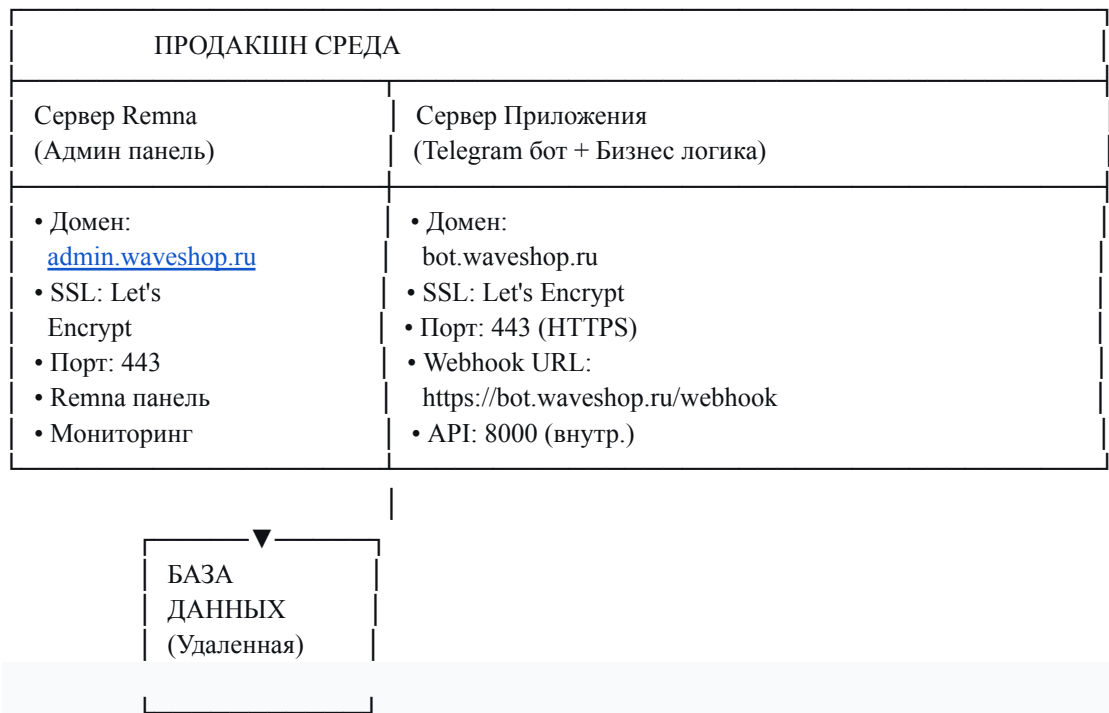 ПРОДАКШН СРЕДА
Сервер Remna
(Админ панель)
Сервер Приложения
(Telegram бот + Бизнес логика)
• Домен:
admin.waveshop.ru
• SSL: Let's
Encrypt
• Порт: 443
• Remna панель
• Мониторинг
• Домен:
bot.waveshop.ru
• SSL: Let's Encrypt
• Порт: 443 (HTTPS)
• Webhook URL:
https://bot.waveshop.ru/webhook
• API: 8000 (внутр.)
БАЗА
ДАННЫХ
(Удаленная)